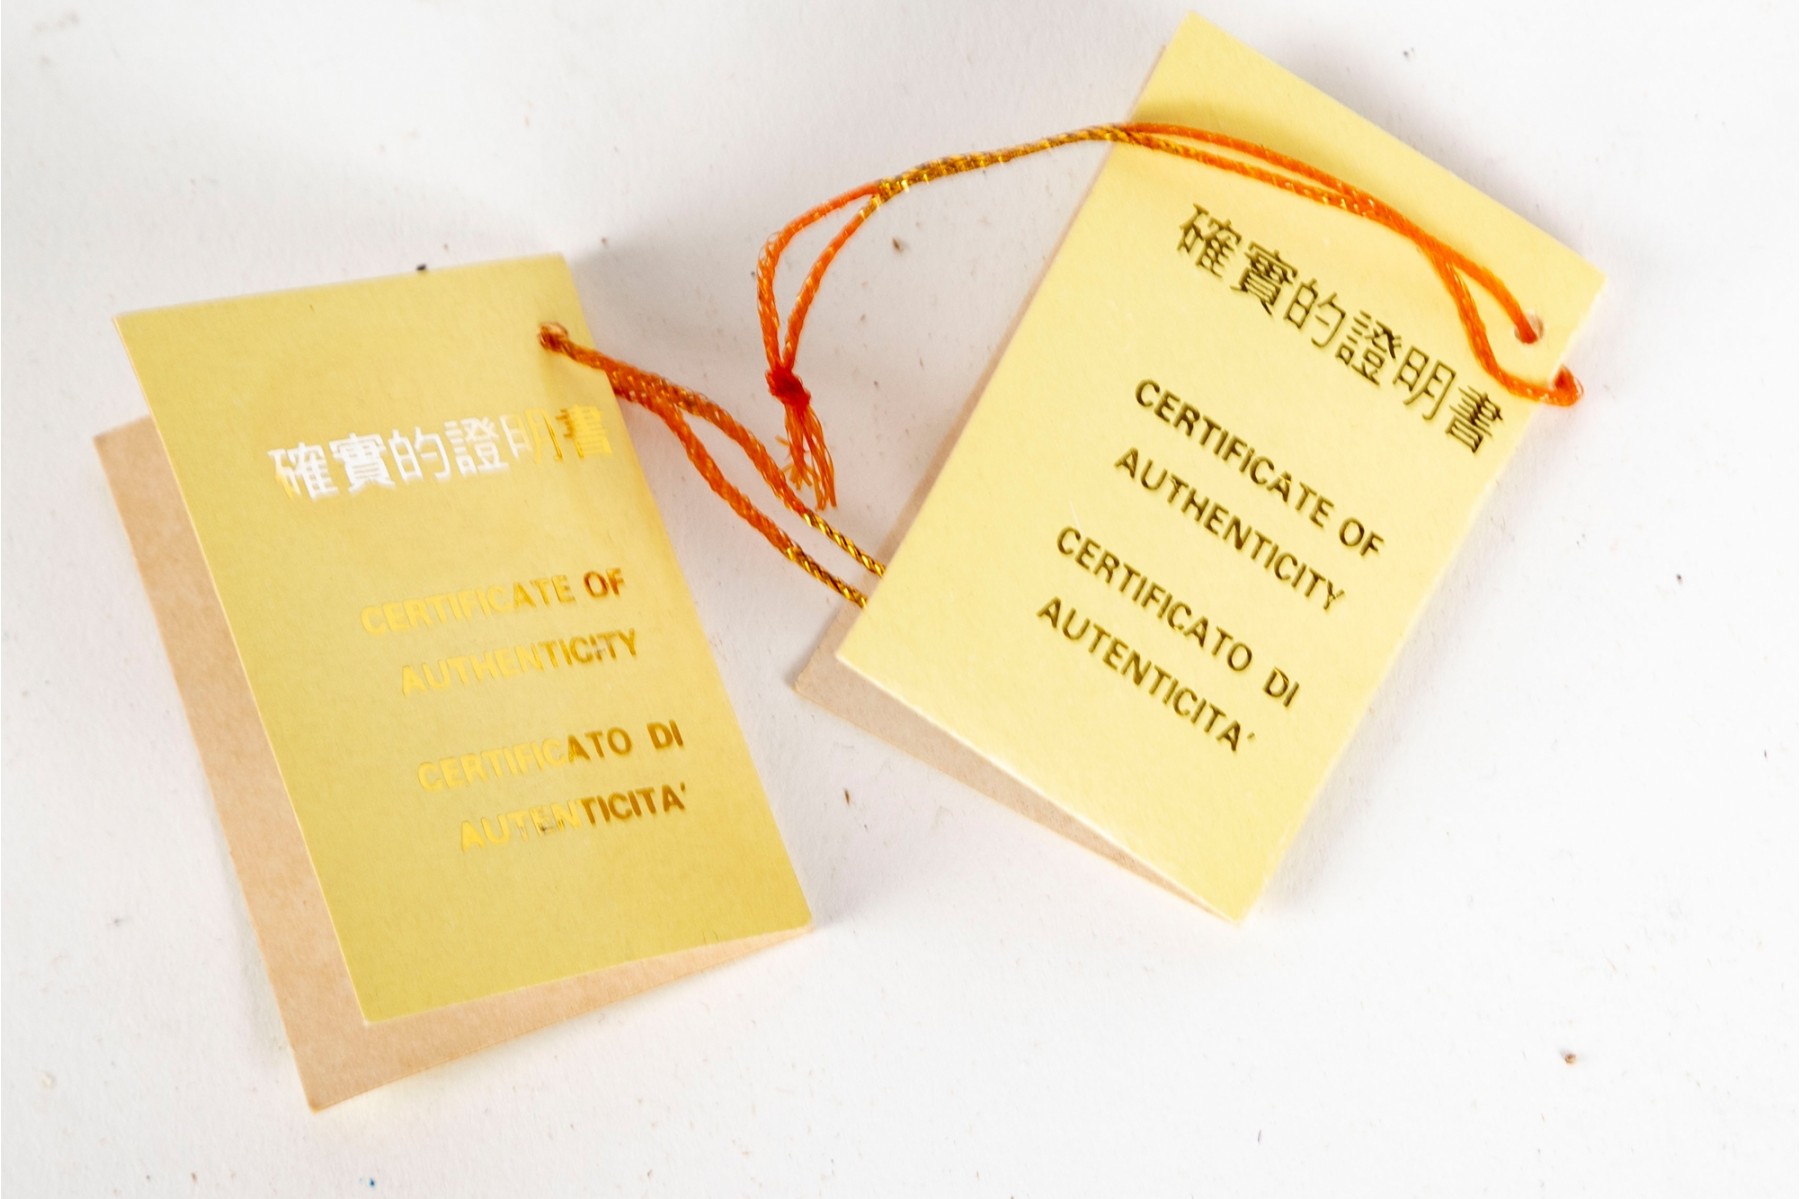 確實的證明書
CERTIFICATE OF
AUTHENTICITY
CERTIFICATO DI
AUTENTICITA'
確實的證明書
CERTIFICATE OF
AUTHENTICITY
CERTIFICATO DI
AUTENTICITA'